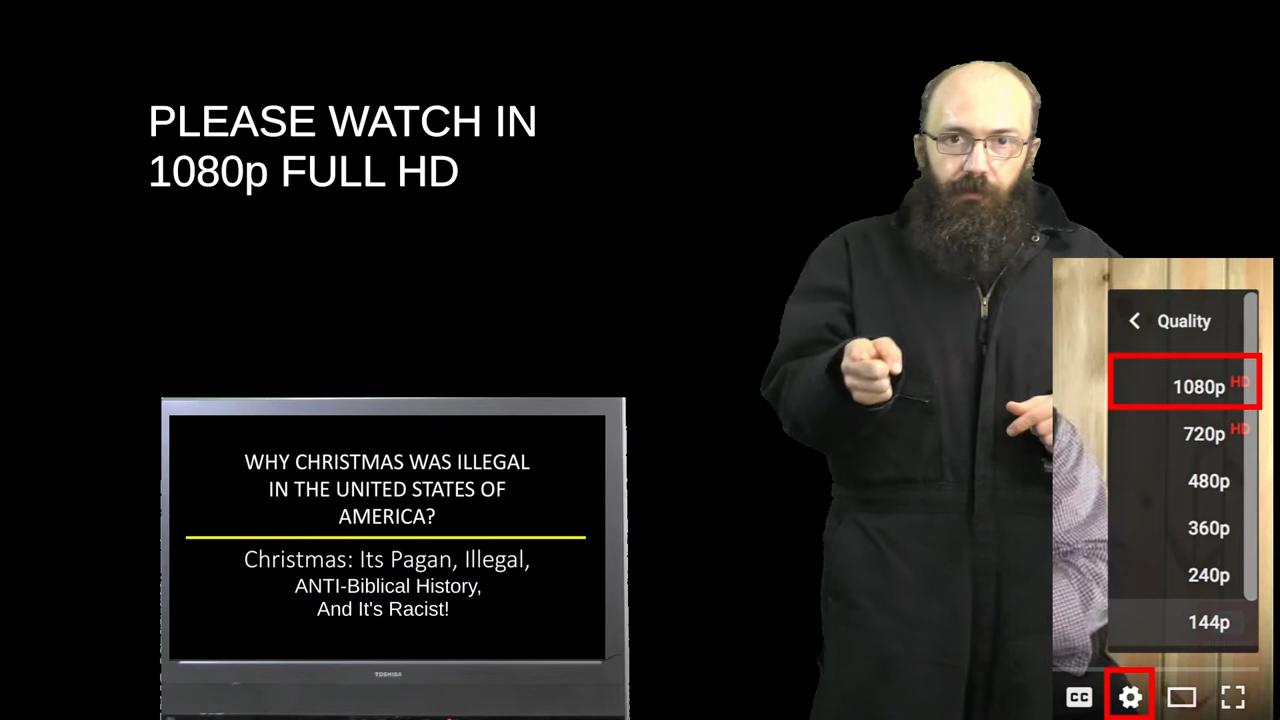 PLEASE WATCH IN
1080p FULL HD
WHY CHRISTMAS WAS ILLEGAL
IN THE UNITED STATES OF
AMERICA?
Christmas: Its Pagan, Illegal,
ANTI-Biblical History,
And It's Racist!
TOSHIBA
Quality
1080p HD
720p HD
480p
360p
240p
144p
CC